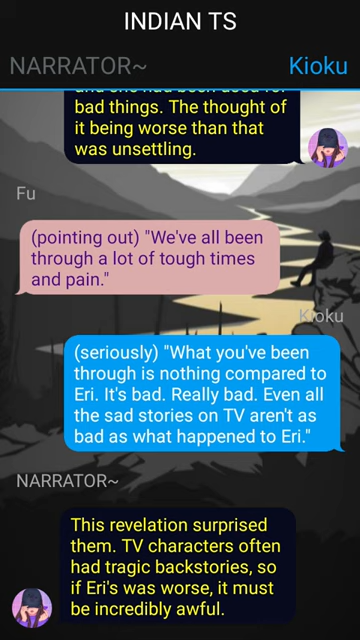 INDIAN TS
NARRATOR~ Kioku
bad things. The thought of
it being worse than that
was unsettling.
Fu
(pointing out) "We've all been
through a lot of tough times
and pain."
Kioku
(seriously) "What you've been
through is nothing compared to
Eri. It's bad. Really bad. Even all
the sad stories on TV aren't as
bad as what happened to Eri."
NARRATOR~
This revelation surprised
them. TV characters often
had tragic backstories, so
if Eri's was worse, it must
be incredibly awful.